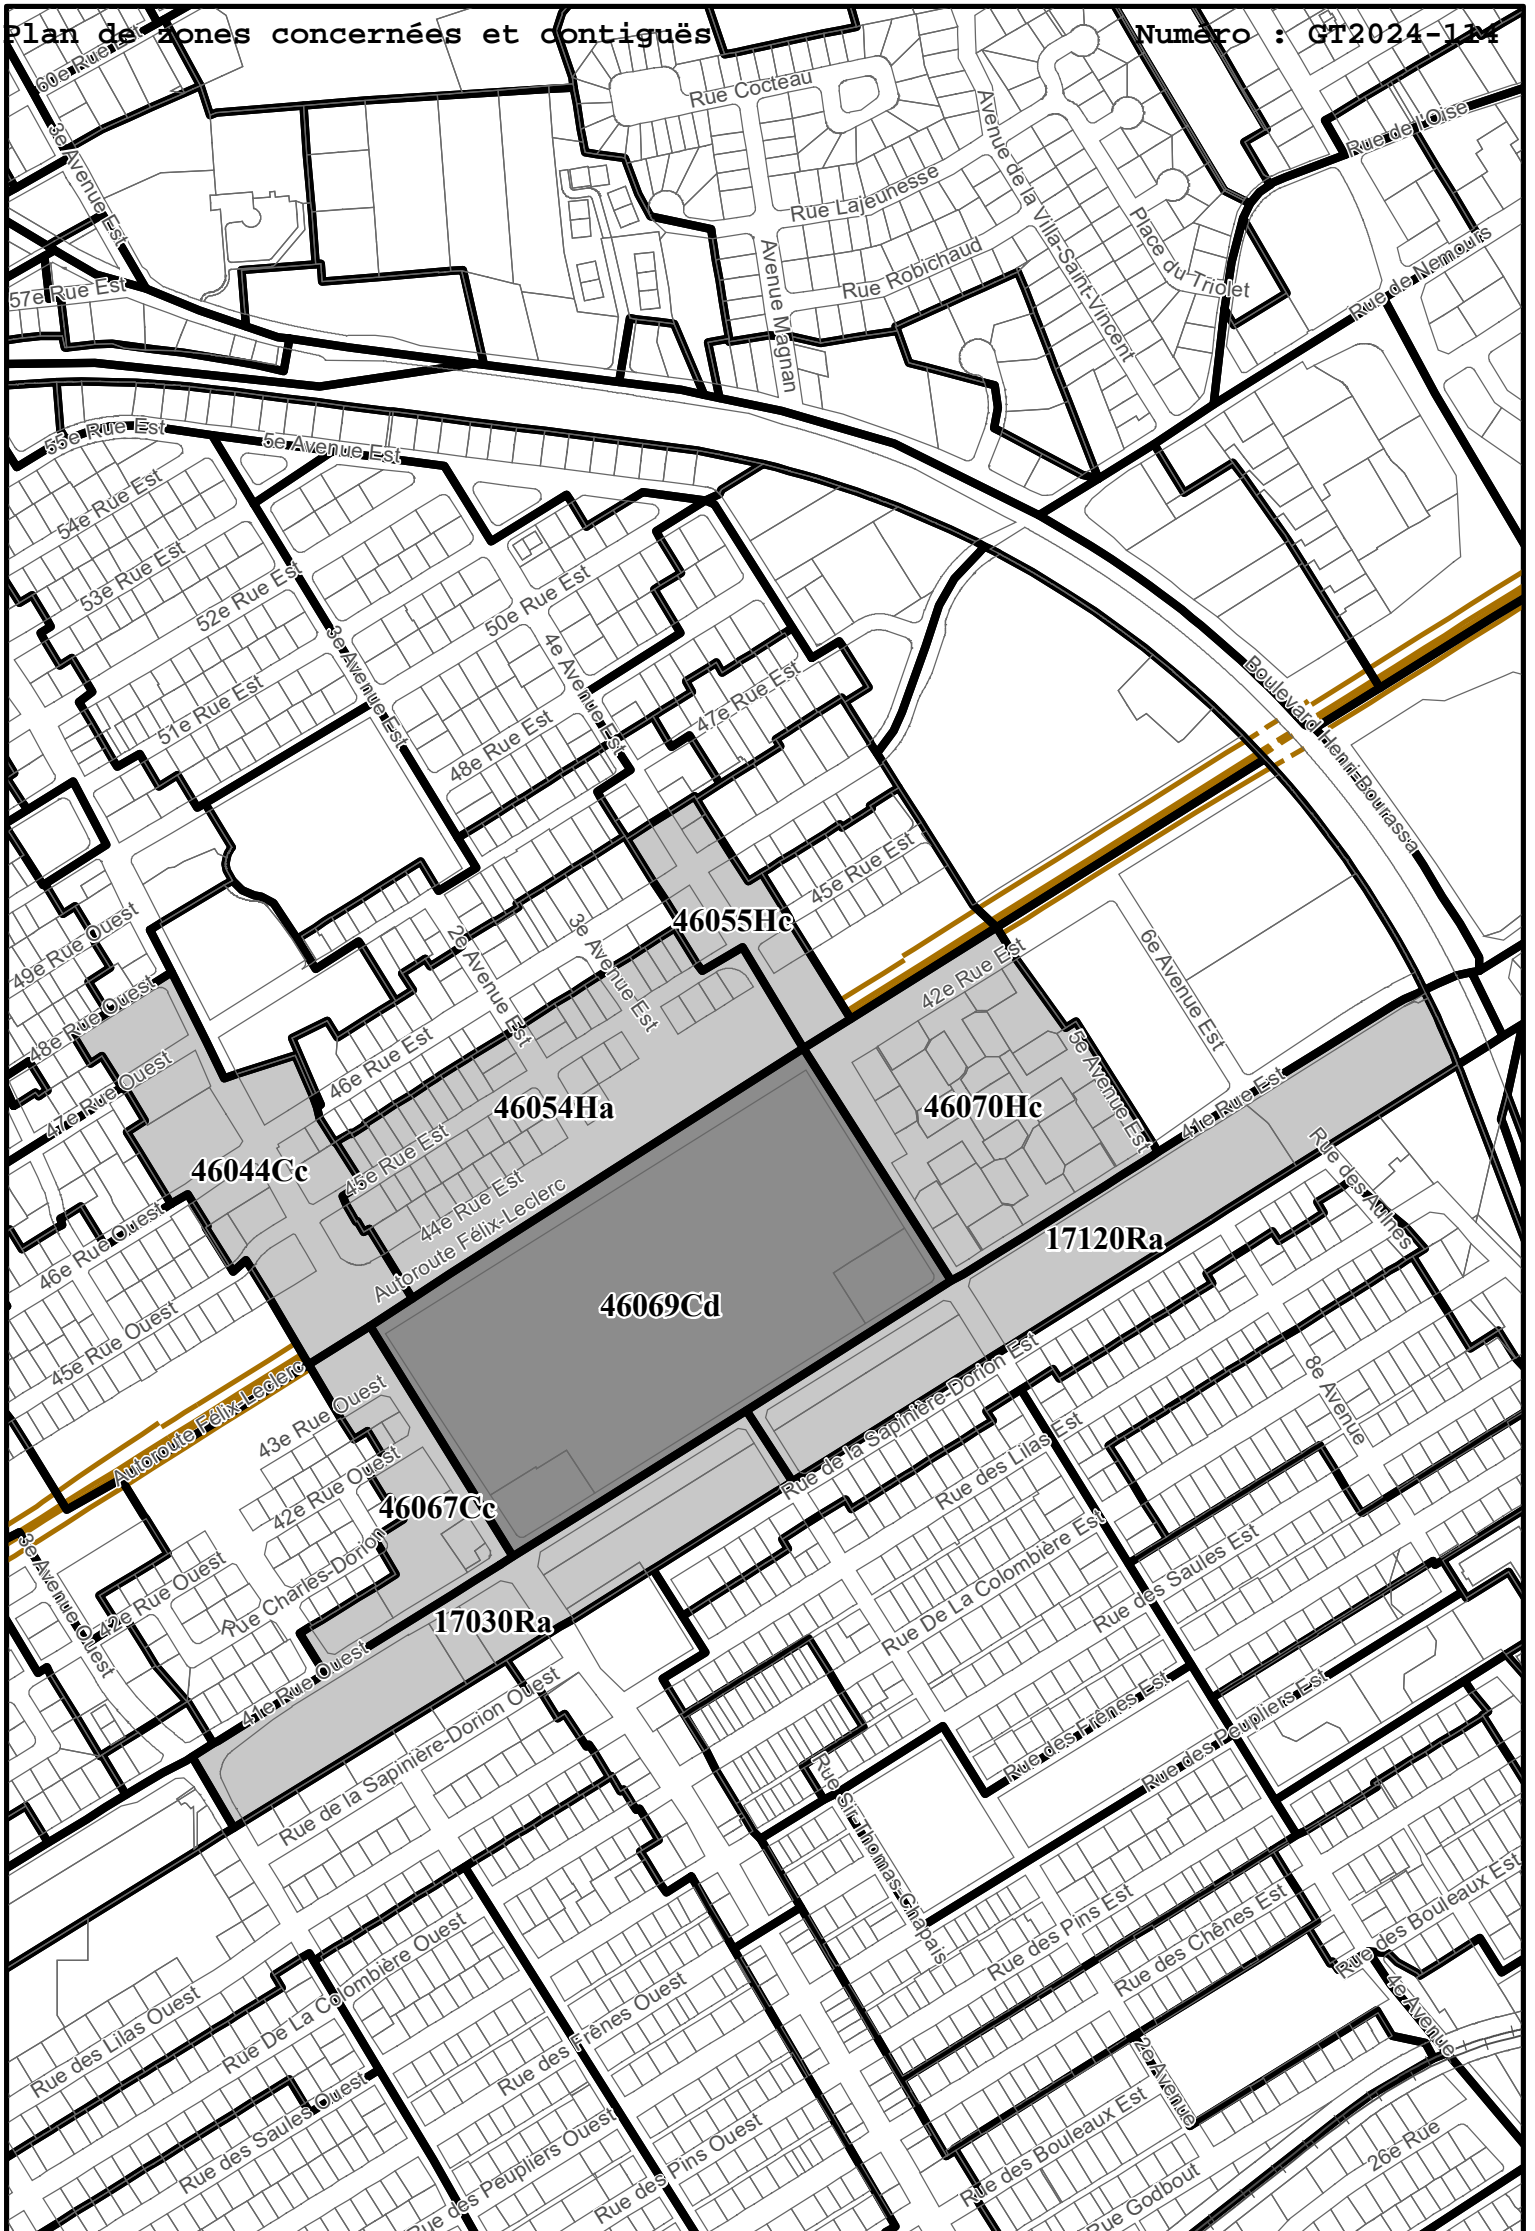 Plan de zones concernées et contiguës
Numéro : GT2024-114
60e Rue Est
Rue Cocteau
Avenue de la Villa-Saint-Vincent
Rue de l'Oise
3e Avenue Est
Rue Lajeunesse
Place du Triolet
Rue Robichaud
Avenue Magnan
Rue de Nemours
57e Rue Est
55e Rue Est
5e Avenue Est
54e Rue Est
53e Rue Est
52e Rue Est
50e Rue Est
51e Rue Est
3e Avenue Est
4e Avenue Est
47e Rue Est
48e Rue Est
Boulevard Henri-Bourassa
45e Rue Est
49e Rue Ouest
46055Hc
2e Avenue Est
3e Avenue Est
42e Rue Est
6e Avenue Est
48e Rue Ouest
47e Rue Ouest
46e Rue Est
5e Avenue Est
46054Ha
46070Hc
41e Rue Est
46044Cc
45e Rue Est
44e Rue Est
Autoroute Félix-Leclerc
Rue des Aulnes
46e Rue Ouest
17120Ra
46069Cd
45e Rue Ouest
Autoroute Félix-Leclerc
43e Rue Ouest
Rue de la Sapinière-Dorion Est
8e Avenue
42e Rue Ouest
46067Cc
Rue des Lilas Est
3e Avenue Ouest
42e Rue Ouest
Rue Charles-Dorion
Rue De La Colombière Est
Rue des Saules Est
17030Ra
41e Rue Ouest
Rue de la Sapinière-Dorion Ouest
Rue des Frênes Est
Rue des Peupliers Est
Rue Sir-Thomas-Chapais
Rue des Pins Est
Rue des Chênes Est
Rue des Bouleaux Est
Rue De La Colombière Ouest
Rue des Lilas Ouest
Rue des Frênes Ouest
4e Avenue
2e Avenue
Rue des Saules Ouest
Rue des Peupliers Ouest
Rue des Pins Ouest
Rue des Bouleaux Est
Rue Godbout
26e Rue